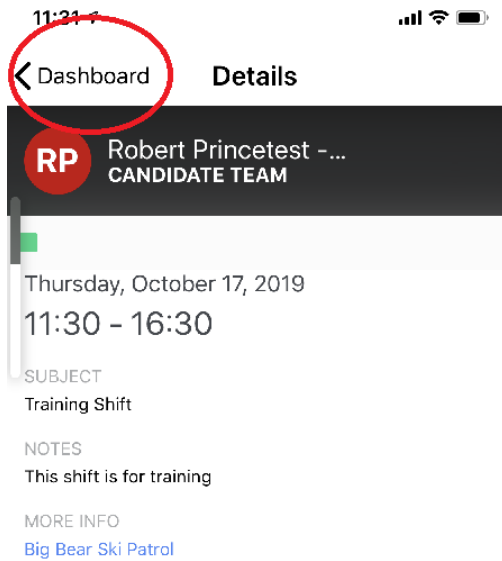 11:31
Dashboard
Details
RP
Robert Princetest -...
CANDIDATE TEAM
Thursday, October 17, 2019
11:30 - 16:30
SUBJECT
Training Shift
NOTES
This shift is for training
MORE INFO
Big Bear Ski Patrol